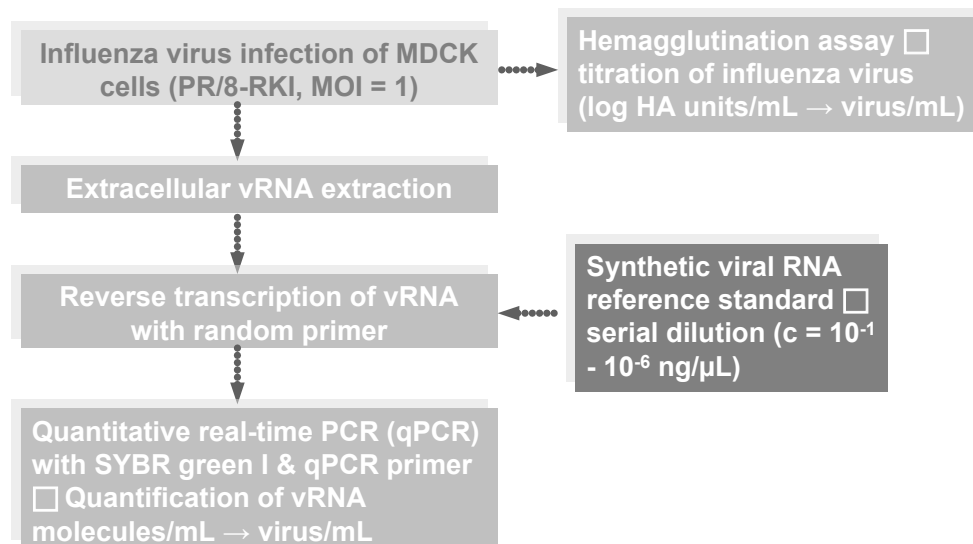 Influenza virus infection of MDCK
cells (PR/8-RKI, MOI = 1)
Hemagglutination assay □
titration of influenza virus
(log HA units/mL → virus/mL)
Extracellular vRNA extraction
Reverse transcription of vRNA
with random primer
Synthetic viral RNA
reference standard □
serial dilution (c = 10⁻¹
- 10⁻⁶ ng/µL)
Quantitative real-time PCR (qPCR)
with SYBR green I & qPCR primer
□ Quantification of vRNA
molecules/mL → virus/mL